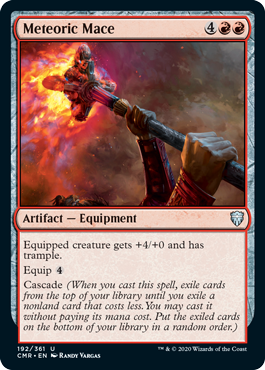 Meteoric Mace 4
Artifact — Equipment
Equipped creature gets +4/+0 and has
trample.
Equip 4
Cascade (When you cast this spell, exile cards
from the top of your library until you exile a
nonland card that costs less. You may cast it
without paying its mana cost. Put the exiled cards
on the bottom of your library in a random order.)
192/361 U
CMR • EN RANDY VARGAS ™ & © 2020 Wizards of the Coast